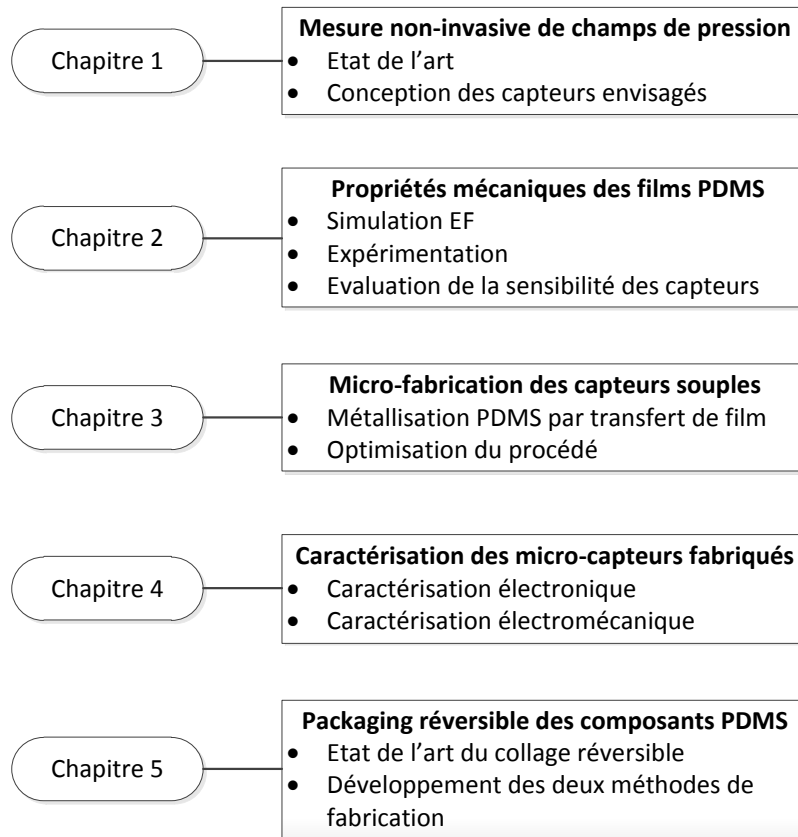 Chapitre 1
Mesure non-invasive de champs de pression
• Etat de l’art
• Conception des capteurs envisagés
Chapitre 2
Propriétés mécaniques des films PDMS
• Simulation EF
• Expérimentation
• Evaluation de la sensibilité des capteurs
Chapitre 3
Micro-fabrication des capteurs souples
• Métallisation PDMS par transfert de film
• Optimisation du procédé
Chapitre 4
Caractérisation des micro-capteurs fabriqués
• Caractérisation électronique
• Caractérisation électromécanique
Chapitre 5
Packaging réversible des composants PDMS
• Etat de l’art du collage réversible
• Développement des deux méthodes de
fabrication